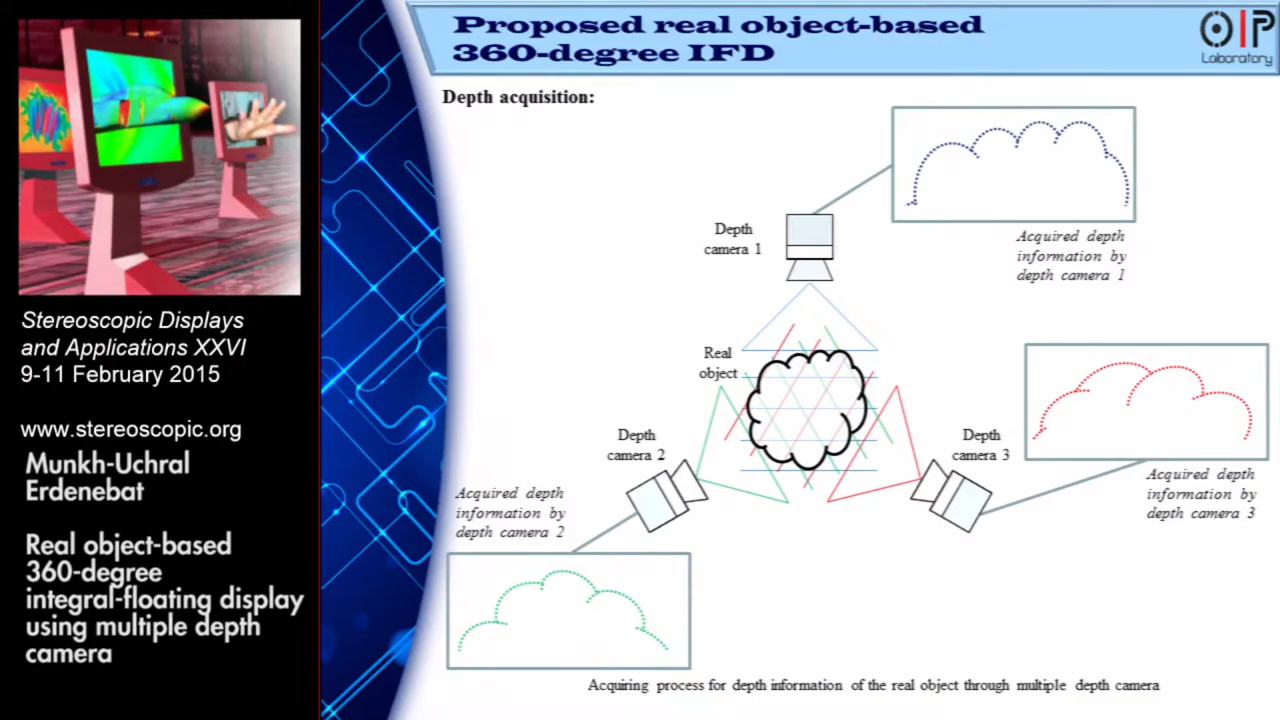 Stereoscopic Displays
and Applications XXVI
9-11 February 2015
www.stereoscopic.org
Munkh-Uchral
Erdenebat
Real object-based
360-degree
integral-floating display
using multiple depth
camera
Proposed real object-based
360-degree IFD
OIP
Laboratory
Depth acquisition:
Depth
camera 1
Acquired depth
information by
depth camera 1
Real
object
Depth
camera 2
Acquired depth
information by
depth camera 2
Depth
camera 3
Acquired depth
information by
depth camera 3
Acquiring process for depth information of the real object through multiple depth camera